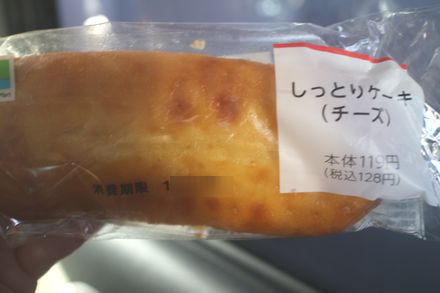 しっとりケーキ
(チーズ)
本体119円
(税込128円)
消費期限 1